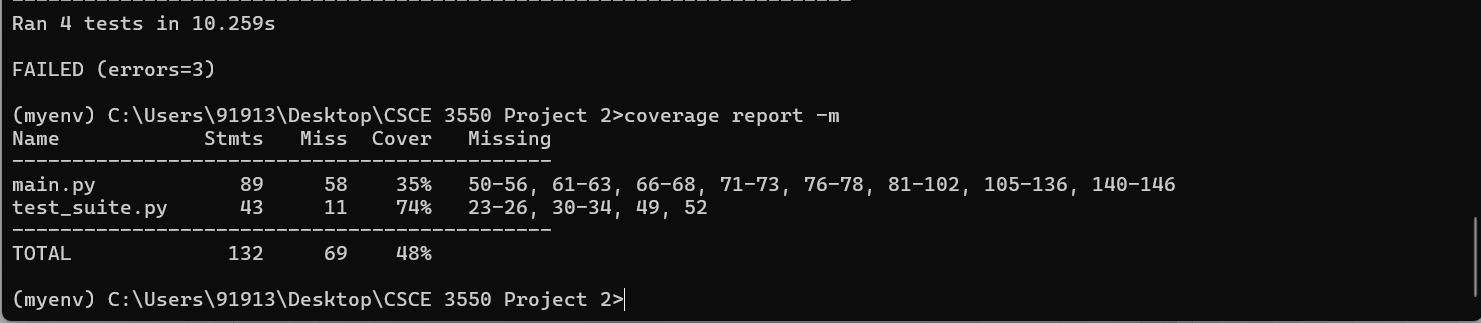 Ran 4 tests in 10.259s
FAILED (errors=3)
(myenv) C:\Users\91913\Desktop\CSCE 3550 Project 2>coverage report -m
Name            Stmts   Miss  Cover   Missing
---------------------------------------------
main.py            89     58    35%   50-56, 61-63, 66-68, 71-73, 76-78, 81-102, 105-136, 140-146
test_suite.py      43     11    74%   23-26, 30-34, 49, 52
---------------------------------------------
TOTAL             132     69    48%
(myenv) C:\Users\91913\Desktop\CSCE 3550 Project 2>